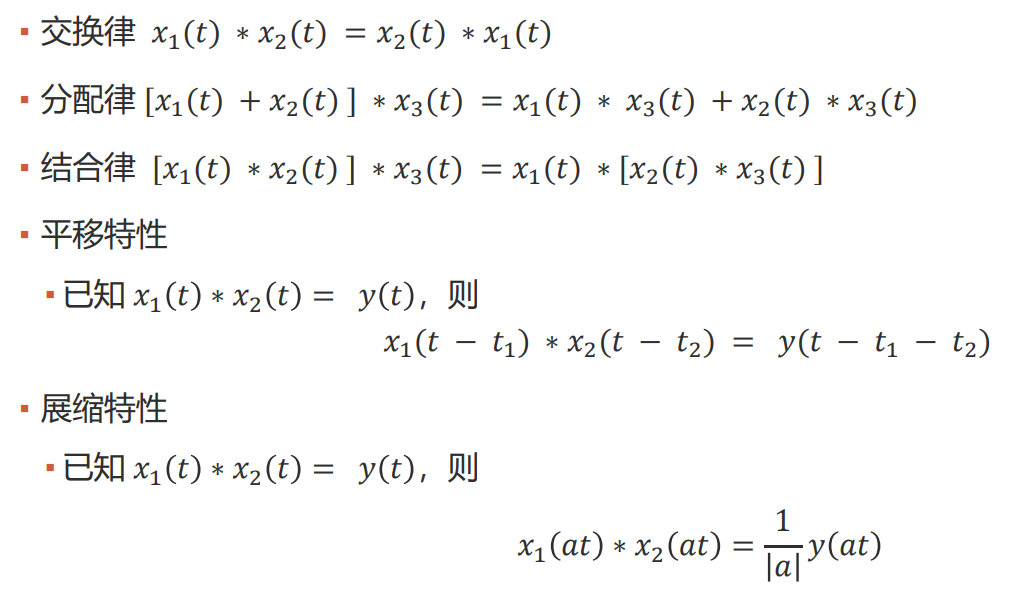 ▪ 交换律 x₁(t) ∗ x₂(t) = x₂(t) ∗ x₁(t)
▪ 分配律 [x₁(t) + x₂(t)] ∗ x₃(t) = x₁(t) ∗ x₃(t) + x₂(t) ∗ x₃(t)
▪ 结合律 [x₁(t) ∗ x₂(t)] ∗ x₃(t) = x₁(t) ∗ [x₂(t) ∗ x₃(t)]
▪ 平移特性
▪ 已知 x₁(t) ∗ x₂(t) = y(t)，则
x₁(t − t₁) ∗ x₂(t − t₂) = y(t − t₁ − t₂)
▪ 展缩特性
▪ 已知 x₁(t) ∗ x₂(t) = y(t)，则
x₁(at) ∗ x₂(at) = 1/|a| y(at)